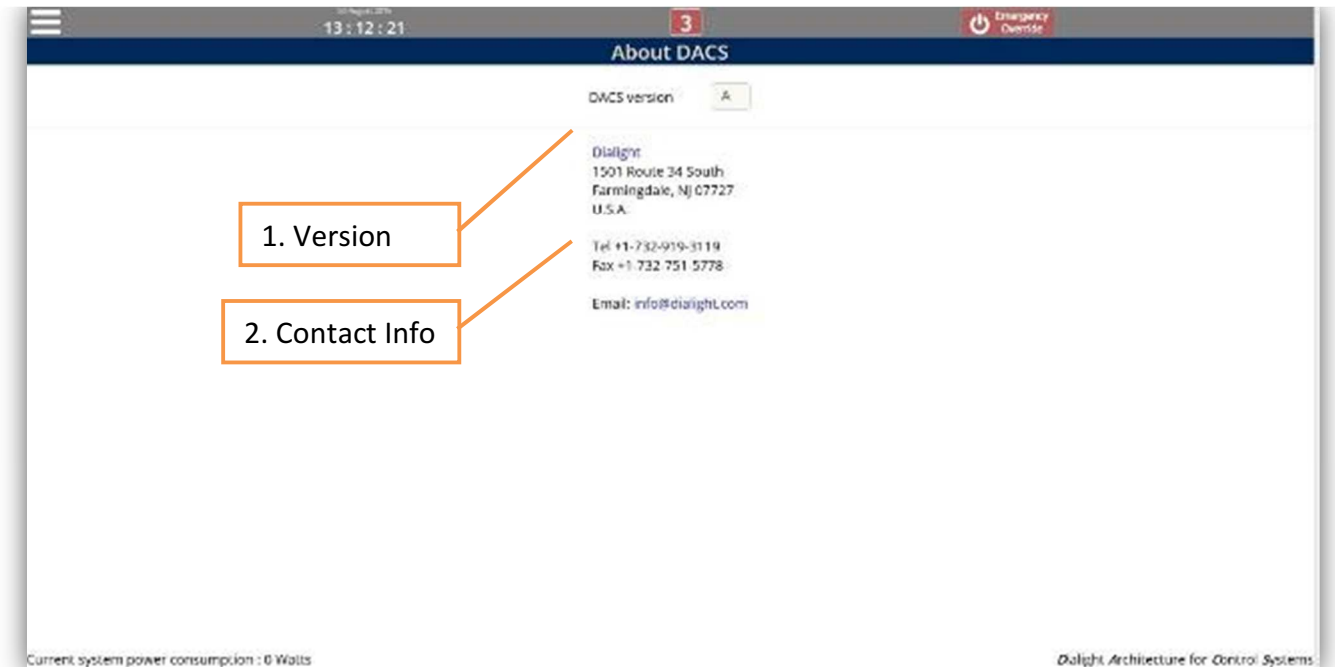 13 : 12 : 21
3
Emergency
Override
About DACS
DACS version A
Dialight
1501 Route 34 South
Farmingdale, NJ 07727
U.S.A.
1. Version
Tel +1-732-919-3119
Fax +1-732-751-5778
Email: info@dialight.com
2. Contact Info
Current system power consumption : 0 Watts
Dialight Architecture for Control Systems